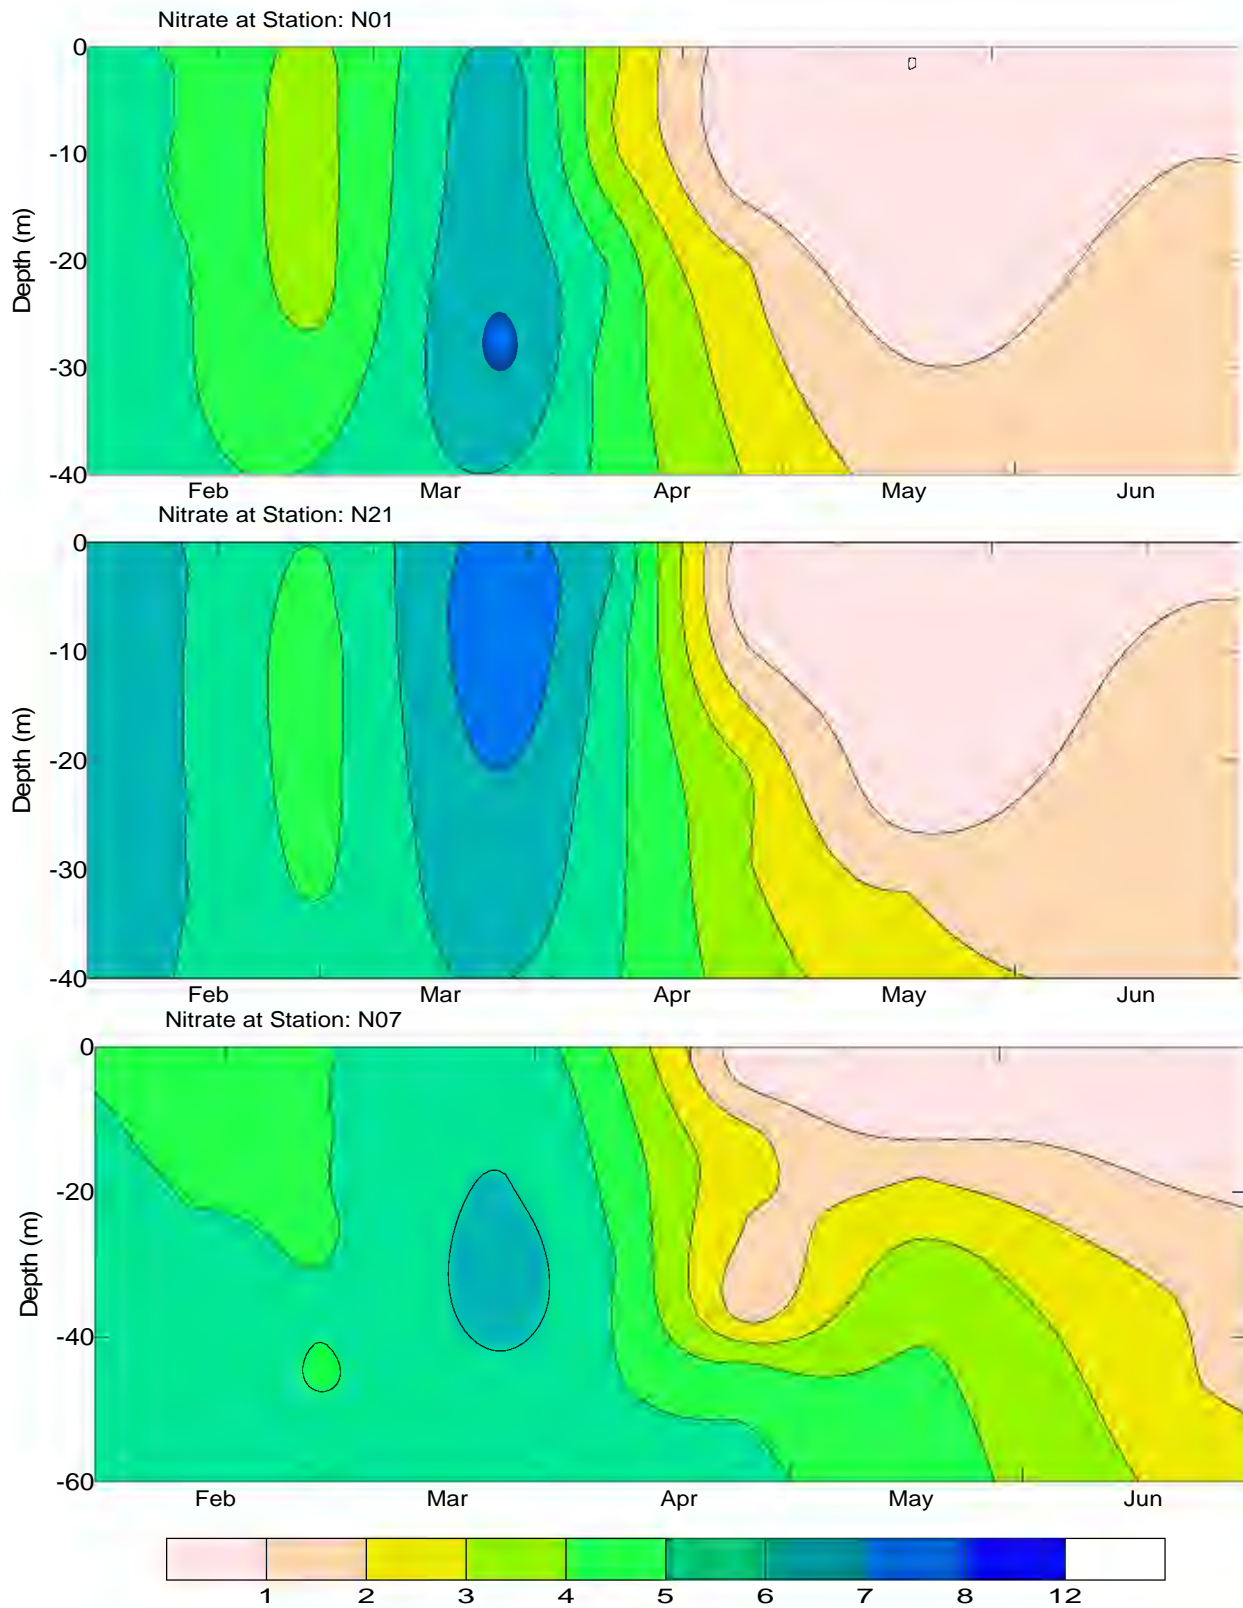 Nitrate at Station: N01
0
-10
-20
-30
-40
Depth (m)
Feb Mar Apr May Jun
Nitrate at Station: N21
0
-10
-20
-30
-40
Depth (m)
Feb Mar Apr May Jun
Nitrate at Station: N07
0
-20
-40
-60
Depth (m)
Feb Mar Apr May Jun
1 2 3 4 5 6 7 8 12